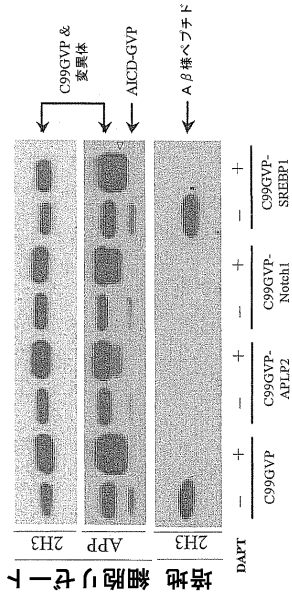 細胞リゼート
培地
2H3
APP
2H3
C99GVP &
変異体
AICD-GVP
Aβ様ペプチド
DAPT
− + − + − + − +
C99GVP
C99GVP-
APLP2
C99GVP-
Notch1
C99GVP-
SREBP1